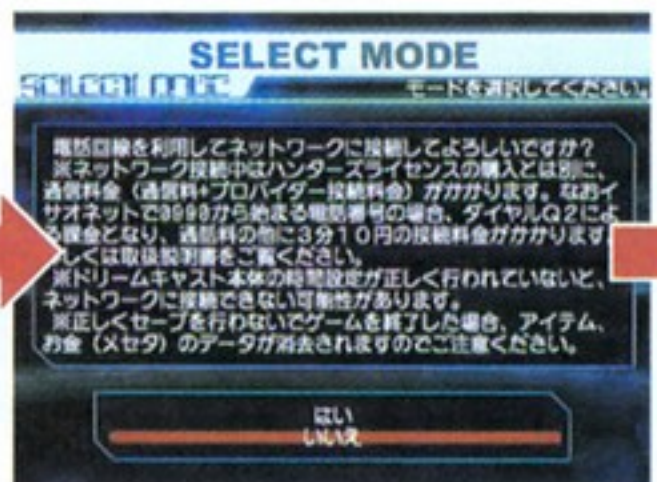 SELECT MODE
SELECT MODE
モードを選択してください。
電話回線を利用してネットワークに接続してよろしいですか?
※ネットワーク接続中はハンターズライセンスの購入とは別に、
通信料金(通信料+プロバイダー接続料金)がかかります。なおイ
サオネットで0990から始まる電話番号の場合、ダイヤルQ2によ
る課金となり、通話料の他に3分10円の接続料金がかかります。
しくは取扱説明書をご覧ください。
※ドリームキャスト本体の時間設定が正しく行われていないと、
ネットワークに接続できない可能性があります。
※正しくセーブを行わないでゲームを終了した場合、アイテム、
お金(メセタ)のデータが消去されますのでご注意ください。
はい
いいえ